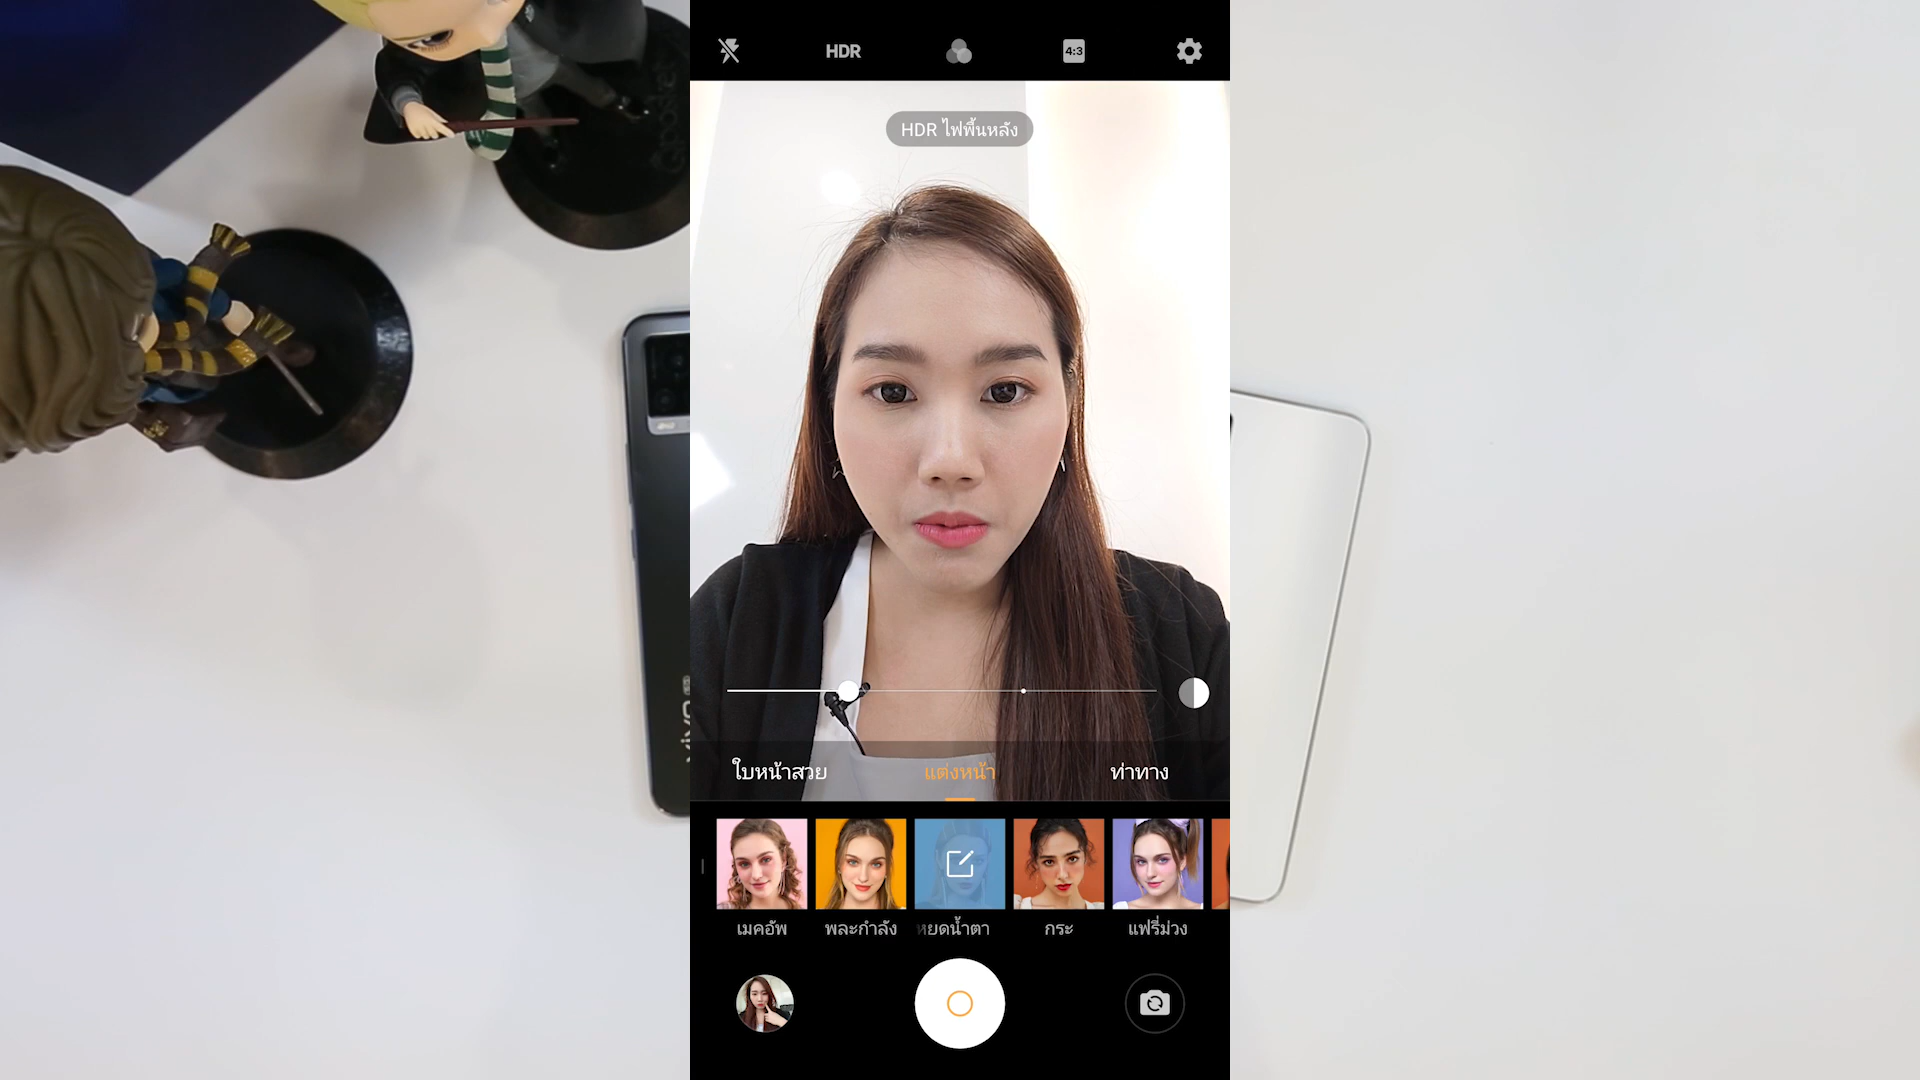 HDR
4:3
HDR ไฟพื้นหลัง
ใบหน้าสวย
แต่งหน้า
ท่าทาง
เมคอัพ
พละกำลัง
หยดน้ำตา
กระ
แฟรี่ม่วง
vivo